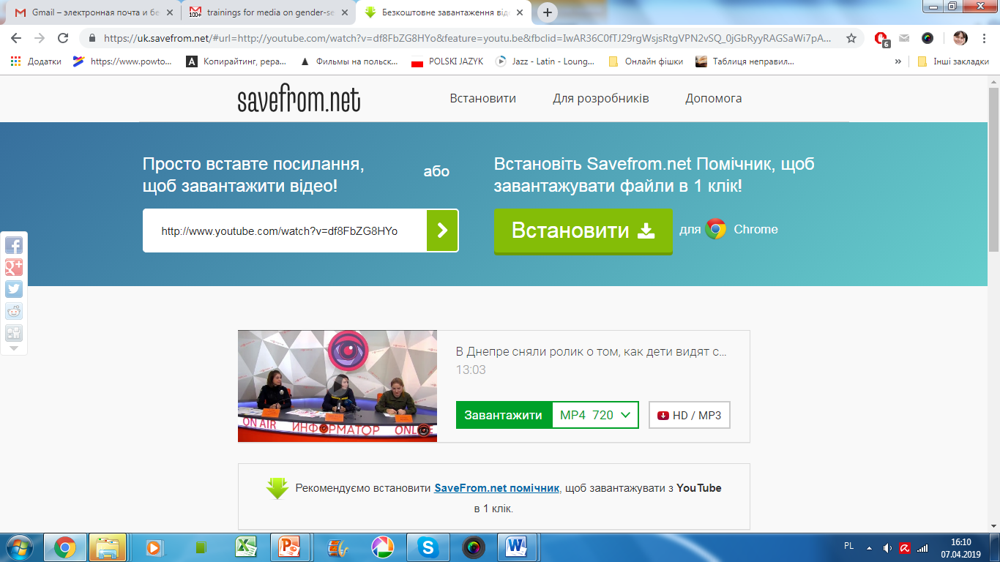 Gmail – электронная почта и бе
100+
trainings for media on gender-se
Безкоштовне завантаження від
https://uk.savefrom.net/#url=http://youtube.com/watch?v=df8FbZG8HYo&feature=youtu.be&fbclid=IwAR36C0fTJ29rgWsjsRtgVPN2vSQ_0jGbRyyRAGSaWi7pA...
6
Додатки
https://www.powto...
Копирайтинг, рера...
Фильмы на польск...
POLSKI JAZYK
Jazz - Latin - Loung...
Онлайн фішки
Таблиця неправил...
»
Інші закладки
savefrom.net
Встановити
Для розробників
Допомога
Просто вставте посилання,
щоб завантажити відео!
або
Встановіть Savefrom.net Помічник, щоб
завантажувати файли в 1 клік!
http://www.youtube.com/watch?v=df8FbZG8HYo
Встановити
для
Chrome
В Днепре сняли ролик о том, как дети видят с...
13:03
Завантажити
MP4 720
HD / MP3
ON AIR
ИНФОРМАТОР
ONLINE
Рекомендуємо встановити SaveFrom.net помічник, щоб завантажувати з YouTube
в 1 клік.
PL
16:10
07.04.2019